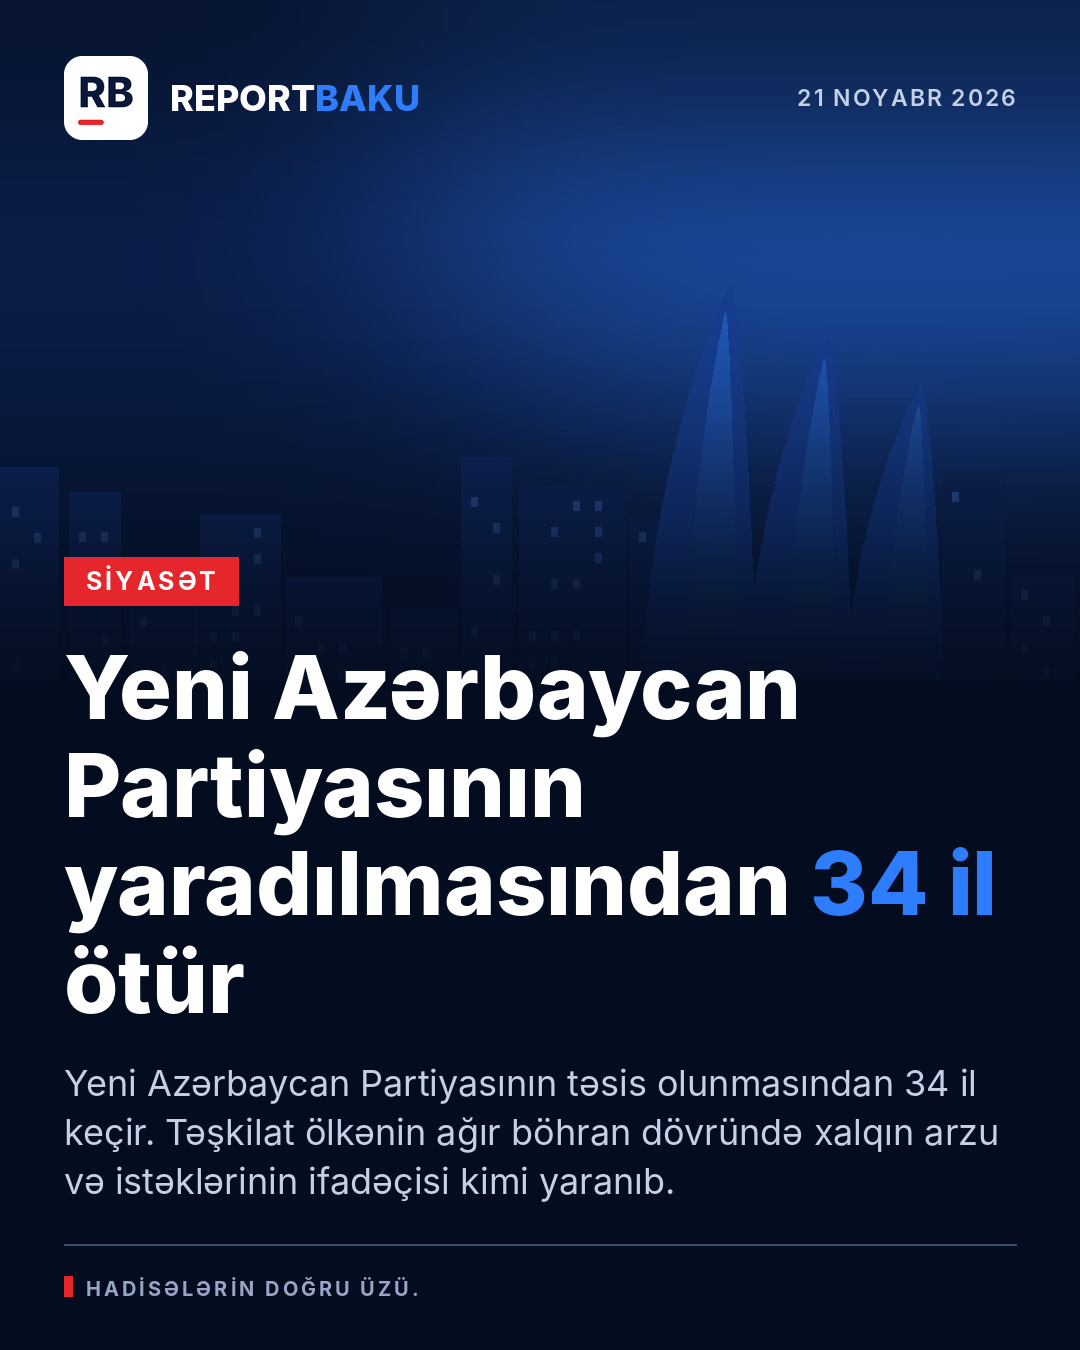 RB
REPORTBAKU
21 NOYABR 2026
SİYASƏT
Yeni Azərbaycan
Partiyasının
yaradılmasından 34 il
ötür
Yeni Azərbaycan Partiyasının təsis olunmasından 34 il
keçir. Təşkilat ölkənin ağır böhran dövründə xalqın arzu
və istəklərinin ifadəçisi kimi yaranıb.
HADİSƏLƏRİN DOĞRU ÜZÜ.